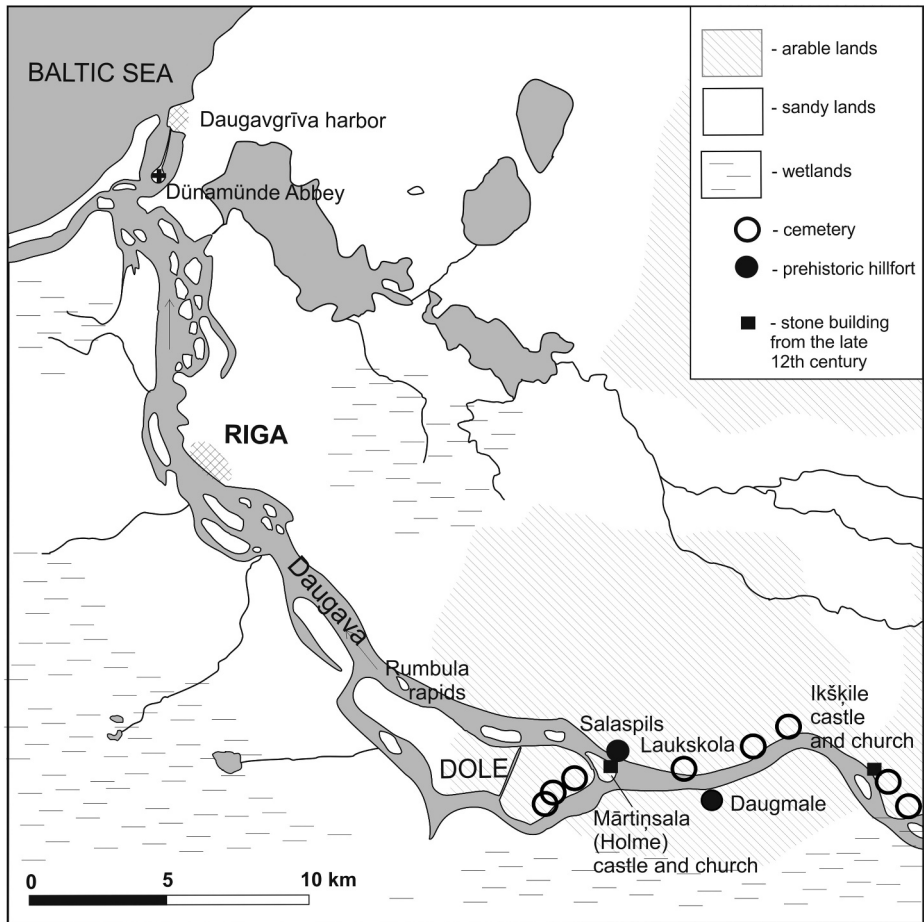 BALTIC SEA
Daugavgrīva harbor
Dünamünde Abbey
- arable lands
- sandy lands
- wetlands
- cemetery
- prehistoric hillfort
- stone building
from the late
12th century
RIGA
Daugava
Rumbula
rapids
Ikšķile
castle
and church
Salaspils
Laukskola
DOLE
Daugmale
Mārtiņsala
(Holme)
castle and church
0 5 10 km